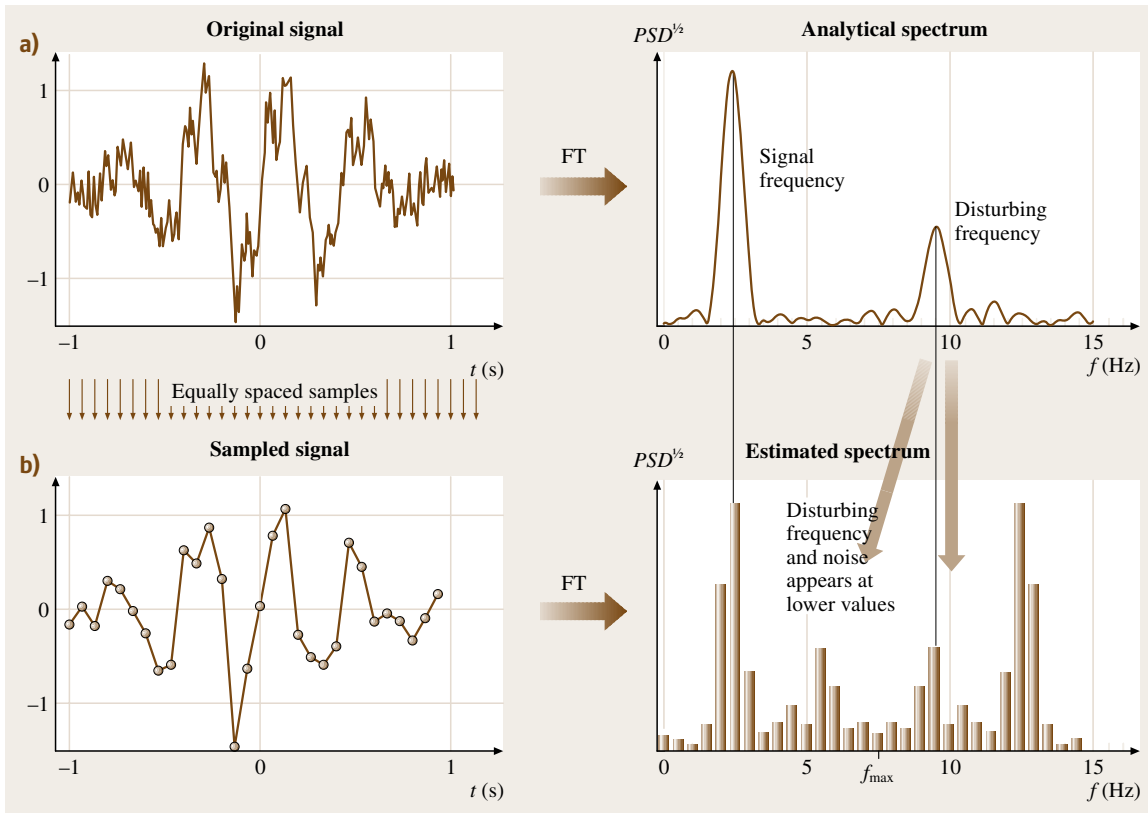 a)
Original signal
1
0
−1
−1
0
1
t (s)
FT
PSD½
Analytical spectrum
Signal
frequency
Disturbing
frequency
0
5
10
15
f (Hz)
Equally spaced samples
b)
Sampled signal
1
0
−1
−1
0
1
t (s)
FT
PSD½
Estimated spectrum
Disturbing
frequency
and noise
appears at
lower values
0
5
fmax
10
15
f (Hz)